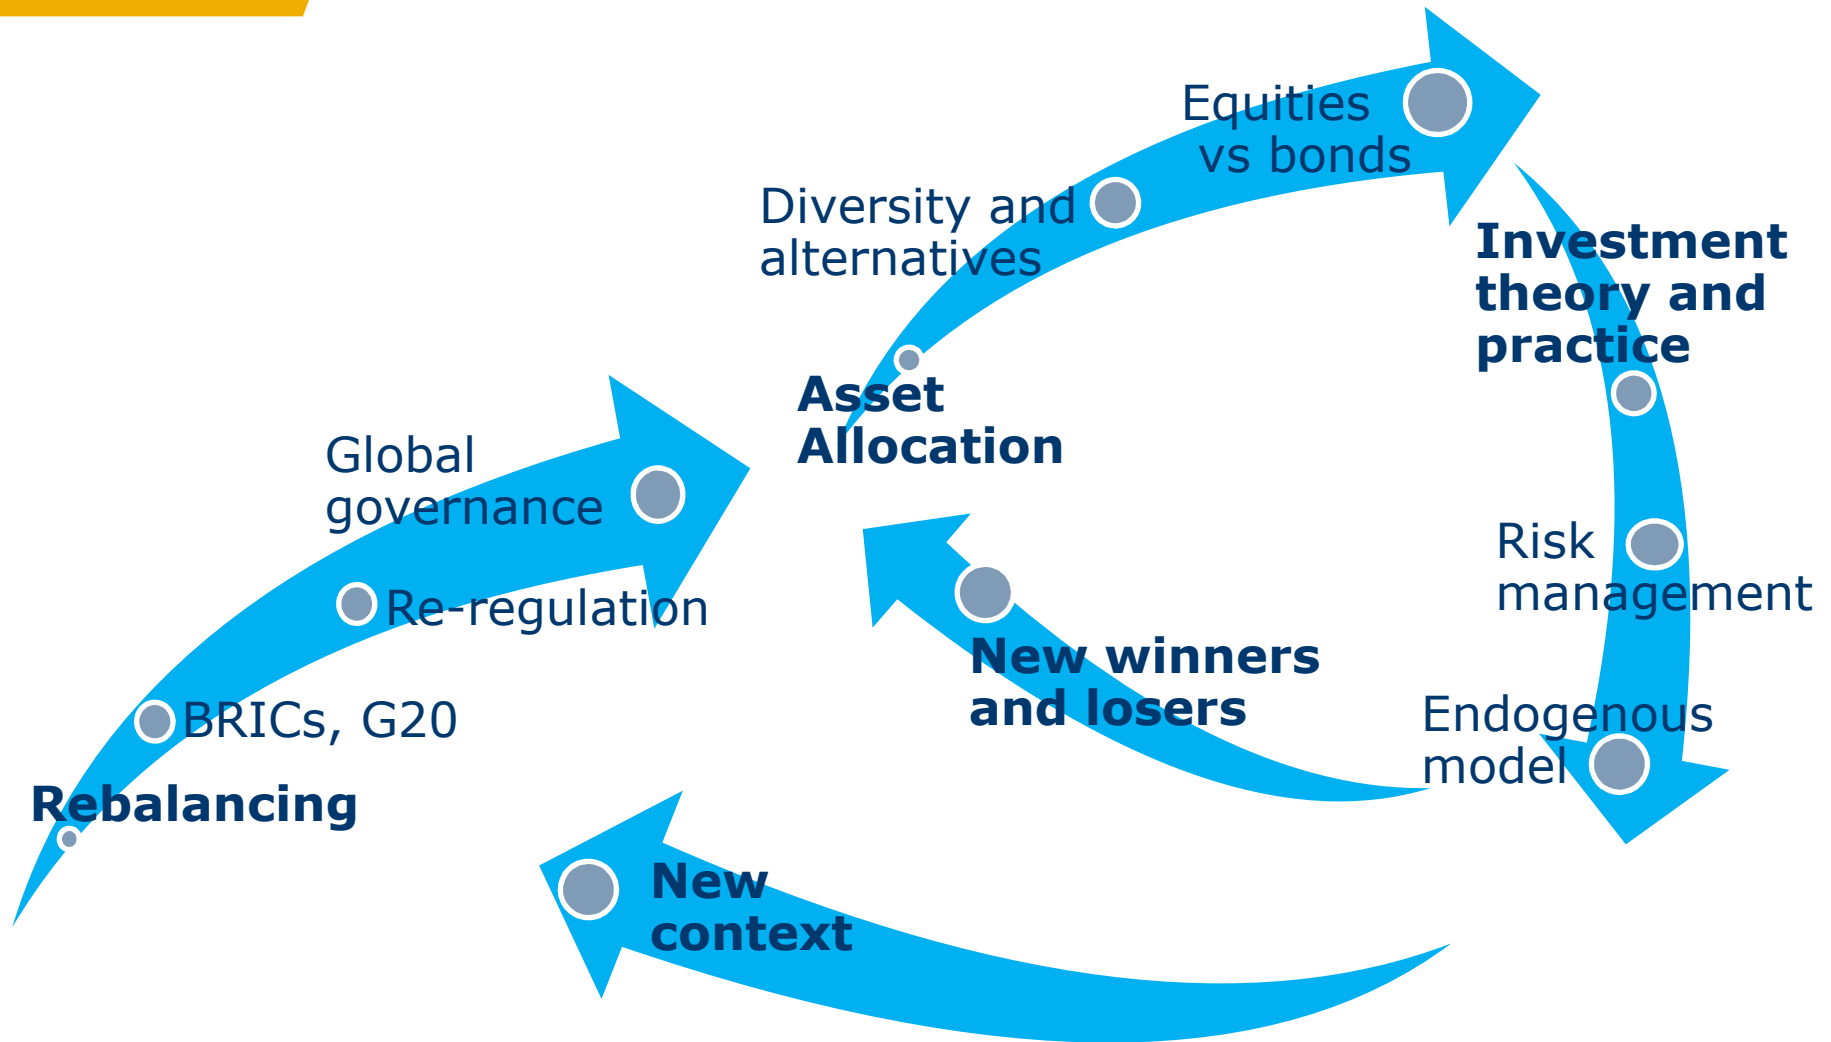 Equities
vs bonds
Diversity and
alternatives
Investment
theory and
practice
Asset
Allocation
Global
governance
Risk
management
Re-regulation
New winners
and losers
BRICs, G20
Endogenous
model
Rebalancing
New
context